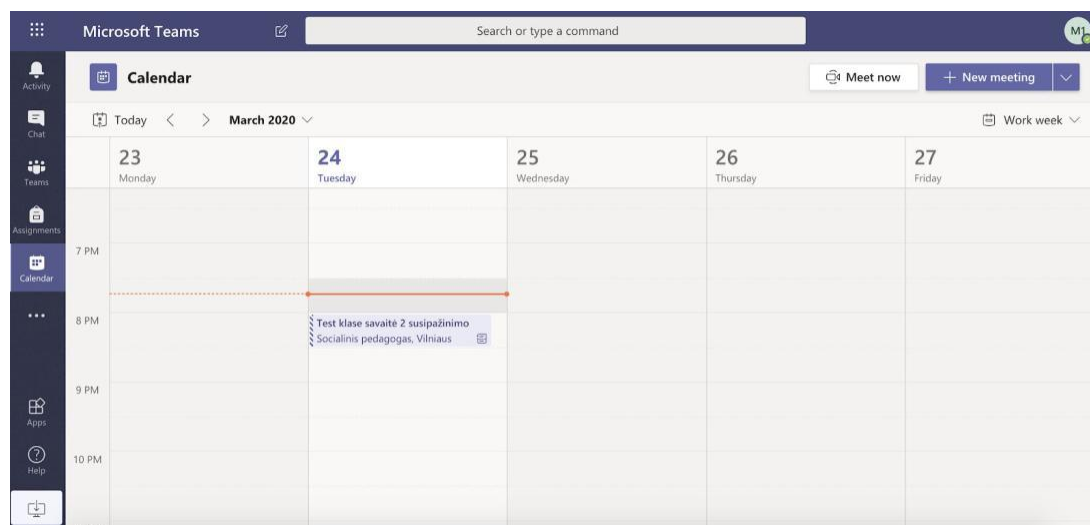 Microsoft Teams
Search or type a command
M1
Activity
Chat
Teams
Assignments
Calendar
Apps
Help
Calendar
Meet now
New meeting
Today
March 2020
Work week
23
Monday
24
Tuesday
25
Wednesday
26
Thursday
27
Friday
7 PM
8 PM
Test klase savaitė 2 susipažinimo
Socialinis pedagogas, Vilniaus
9 PM
10 PM